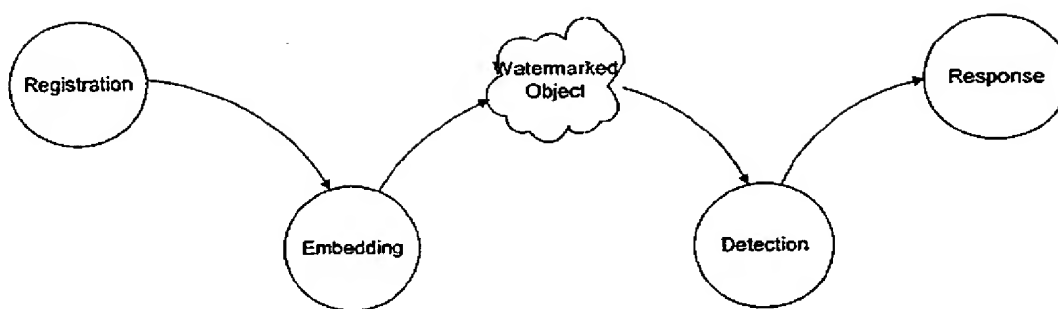 Registration
Embedding
Watermarked
Object
Detection
Response